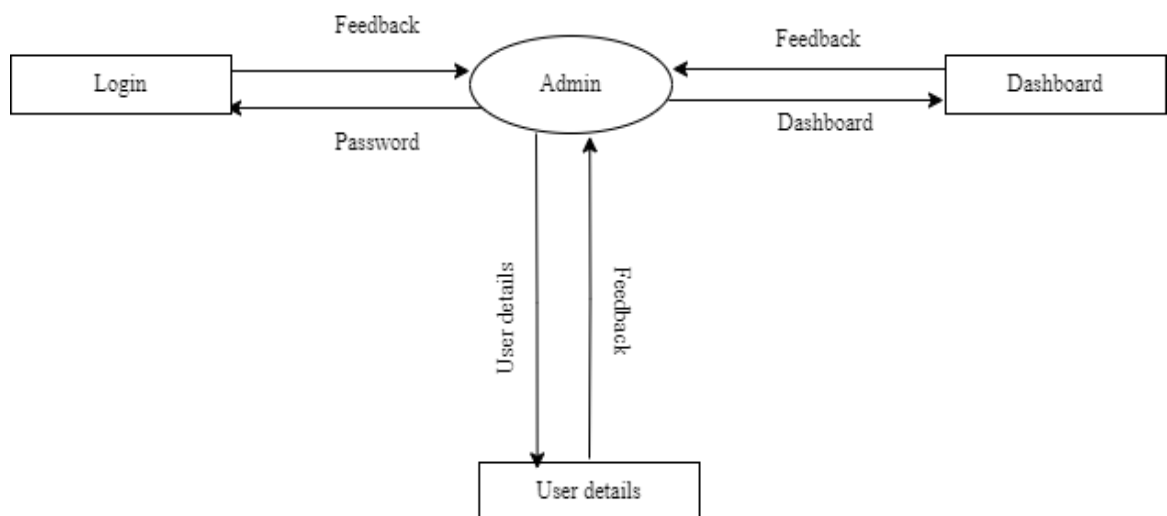 Feedback
Feedback
Login
Admin
Dashboard
Password
Dashboard
User details
Feedback
User details